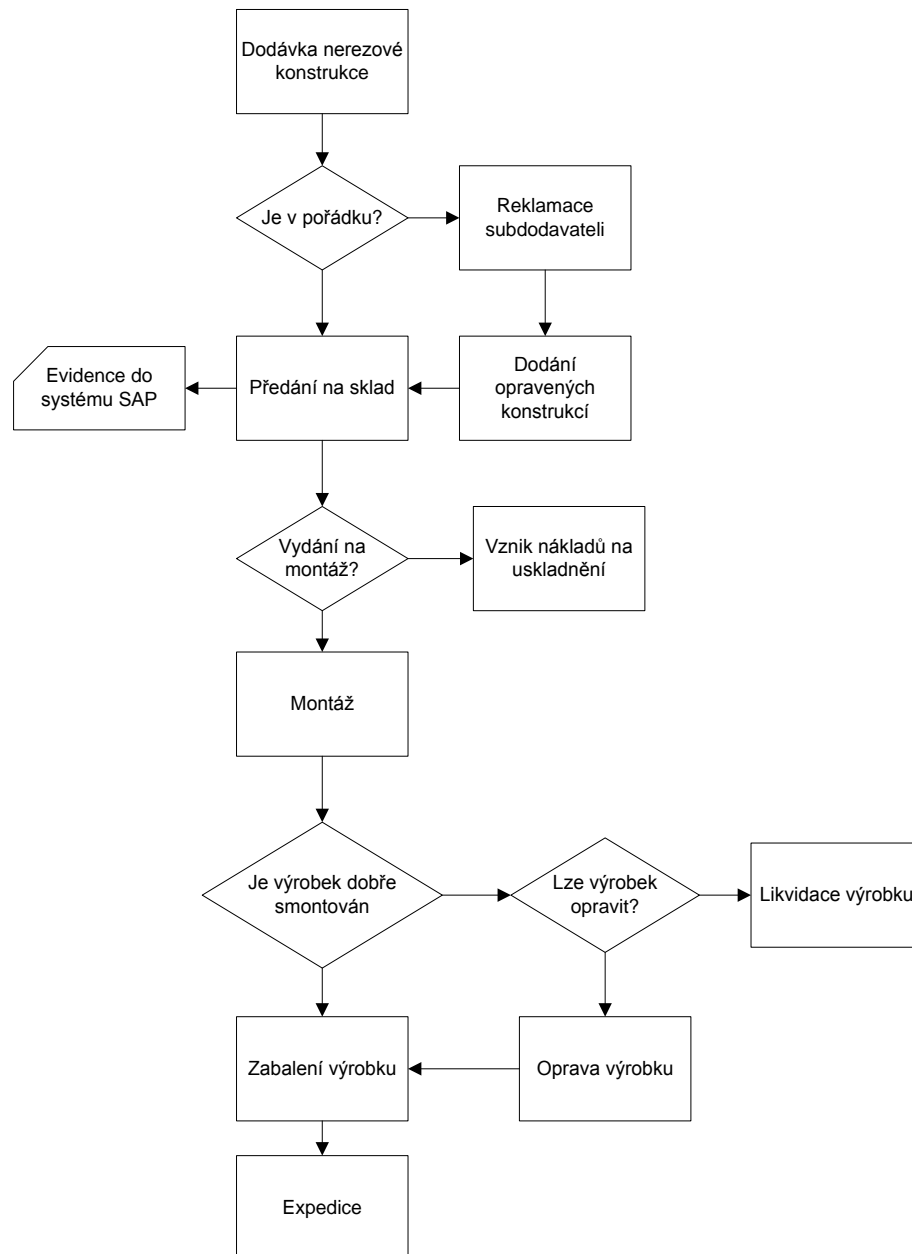 Dodávka nerezové
konstrukce
Je v pořádku?
Reklamace
subdodavateli
Evidence do
systému SAP
Předání na sklad
Dodání
opravených
konstrukcí
Vydání na
montáž?
Vznik nákladů na
uskladnění
Montáž
Je výrobek dobře
smontován
Lze výrobek
opravit?
Likvidace výrobku
Zabalení výrobku
Oprava výrobku
Expedice